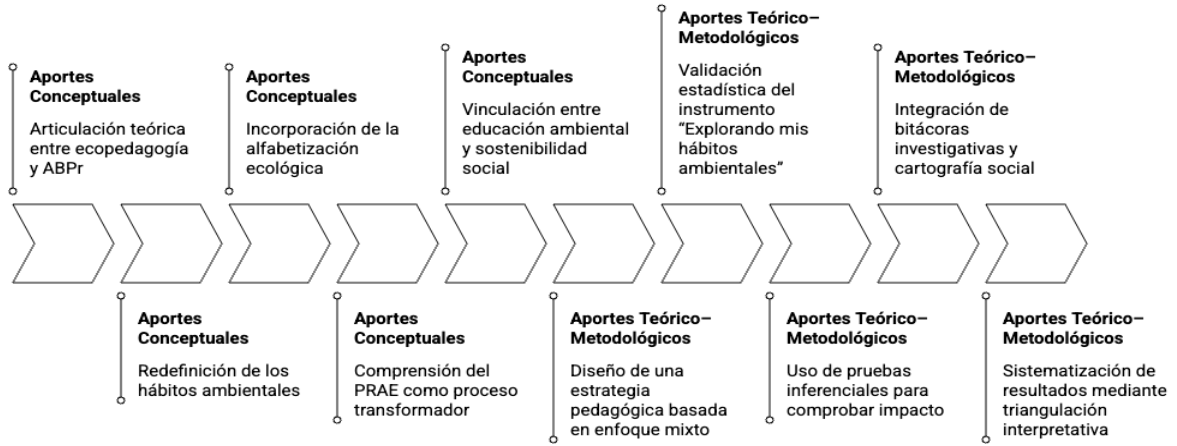 Aportes
Conceptuales
Articulación teórica
entre ecopedagogía
y ABPr
Aportes
Conceptuales
Redefinición de los
hábitos ambientales
Aportes
Conceptuales
Incorporación de la
alfabetización
ecológica
Aportes
Conceptuales
Comprensión del
PRAE como proceso
transformador
Aportes
Conceptuales
Vinculación entre
educación ambiental
y sostenibilidad
social
Aportes Teórico–
Metodológicos
Diseño de una
estrategia
pedagógica basada
en enfoque mixto
Aportes Teórico–
Metodológicos
Validación
estadística del
instrumento
“Explorando mis
hábitos
ambientales”
Aportes Teórico–
Metodológicos
Uso de pruebas
inferenciales para
comprobar impacto
Aportes Teórico–
Metodológicos
Integración de
bitácoras
investigativas y
cartografía social
Aportes Teórico–
Metodológicos
Sistematización de
resultados mediante
triangulación
interpretativa